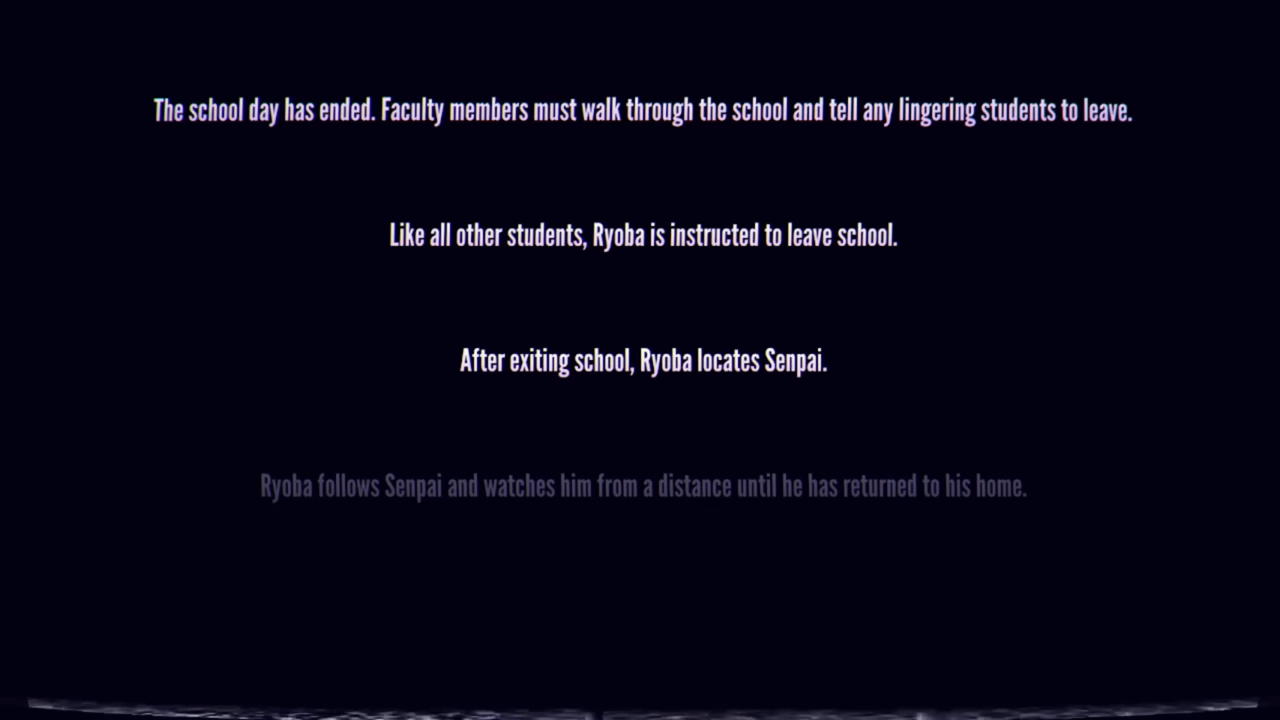 The school day has ended. Faculty members must walk through the school and tell any lingering students to leave.
Like all other students, Ryoba is instructed to leave school.
After exiting school, Ryoba locates Senpai.
Ryoba follows Senpai and watches him from a distance until he has returned to his home.